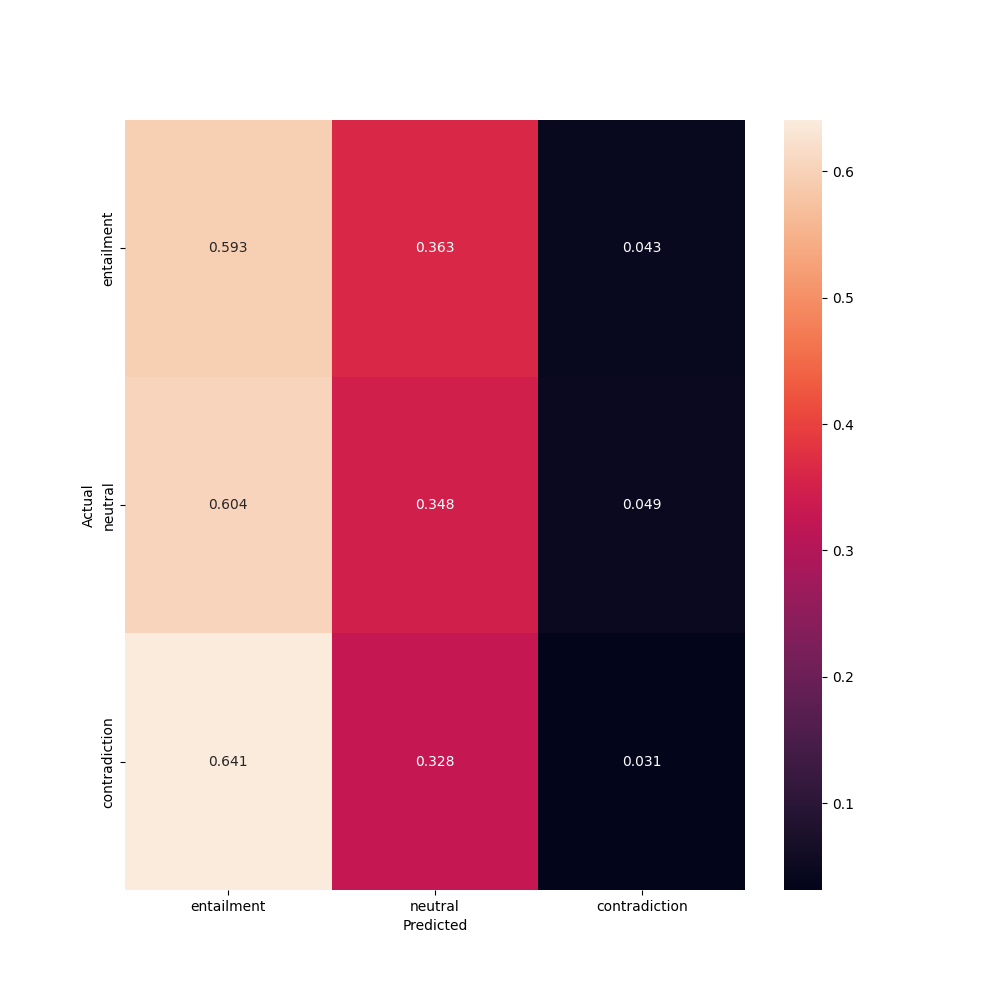 entailment
0.593 0.363 0.043
0.6
0.5
0.4
Actual
neutral
0.604 0.348 0.049
0.3
0.2
contradiction
0.641 0.328 0.031
0.1
entailment neutral contradiction
Predicted